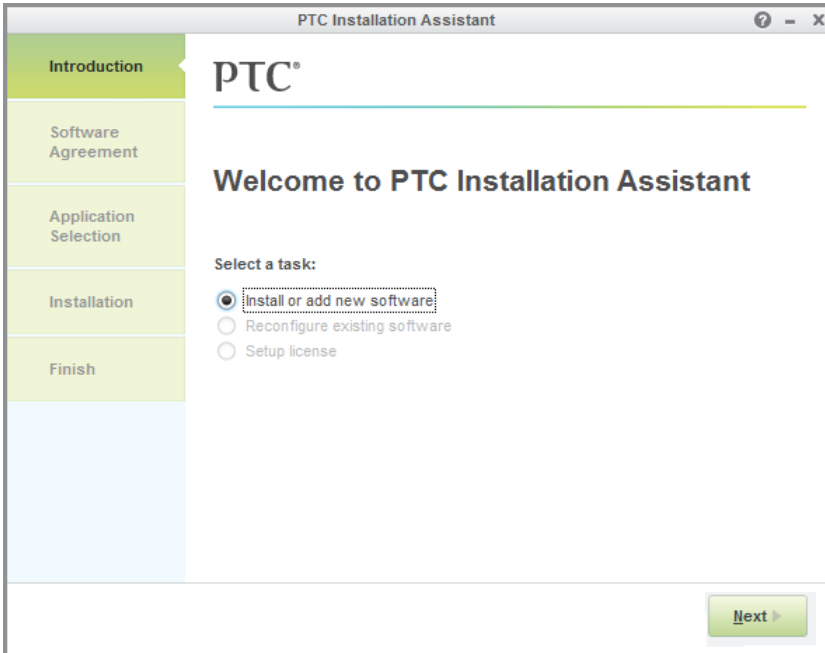 PTC Installation Assistant
Introduction
Software
Agreement
Application
Selection
Installation
Finish
PTC®
Welcome to PTC Installation Assistant
Select a task:
Install or add new software
Reconfigure existing software
Setup license
Next